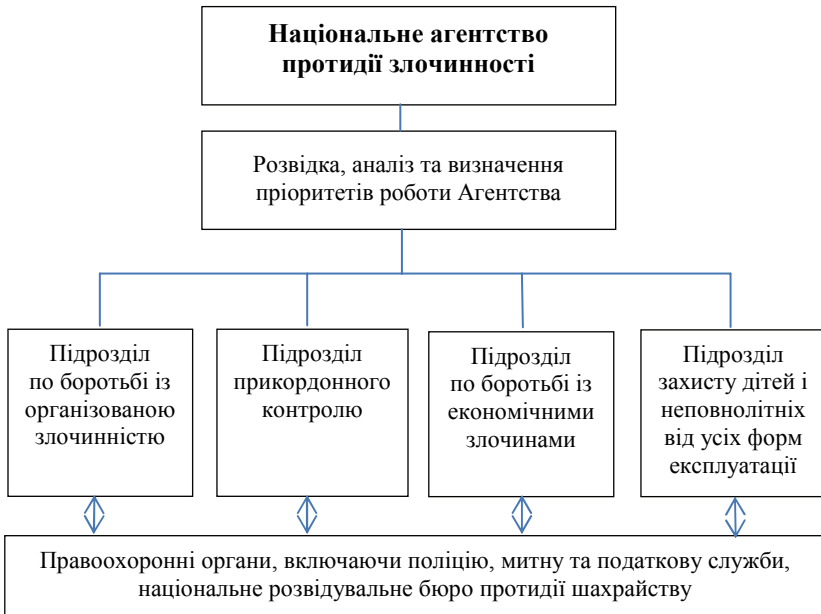 Національне агентство
протидії злочинності
Розвідка, аналіз та визначення
пріоритетів роботи Агентства
Підрозділ
по боротьбі із
організованою
злочинністю
Підрозділ
прикордонного
контролю
Підрозділ
по боротьбі із
економічними
злочинами
Підрозділ
захисту дітей і
неповнолітніх
від усіх форм
експлуатації
Правоохоронні органи, включаючи поліцію, митну та податкову служби,
національне розвідувальне бюро протидії шахрайству